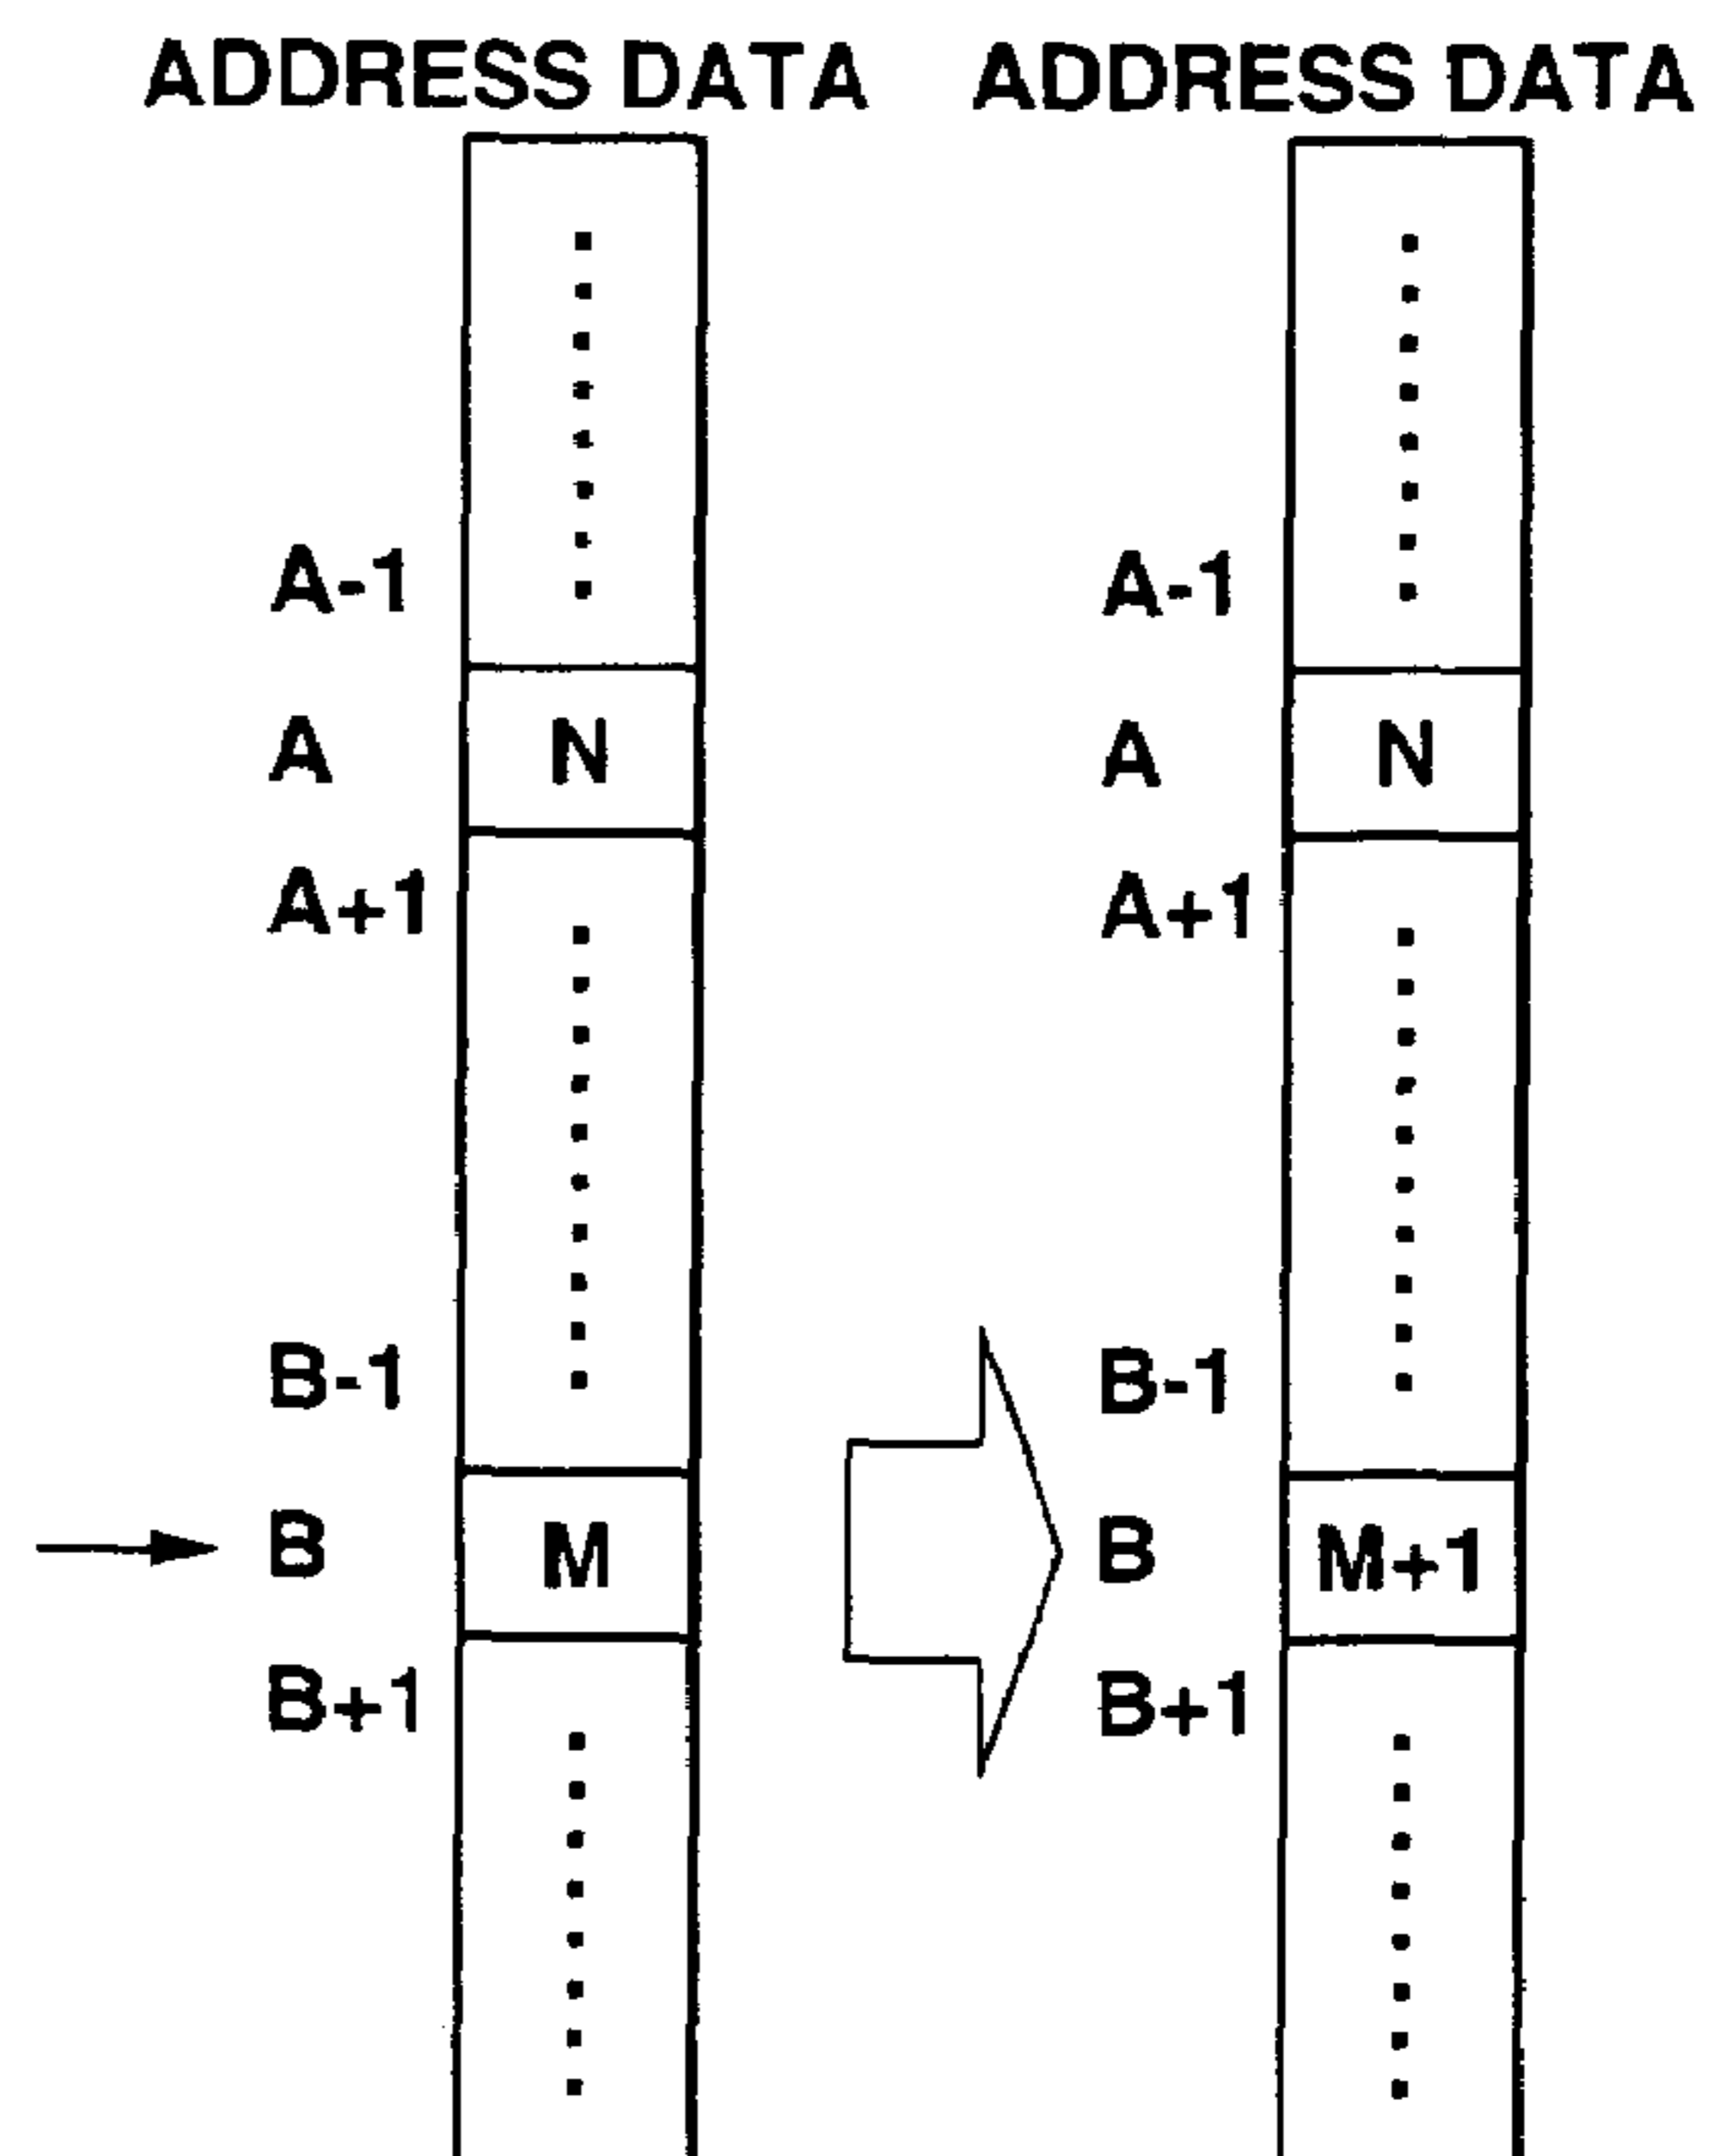 ADDRESS DATA ADDRESS DATA
A-1 A-1
A N A N
A+1 A+1
B-1 B-1
B M B M+1
B+1 B+1